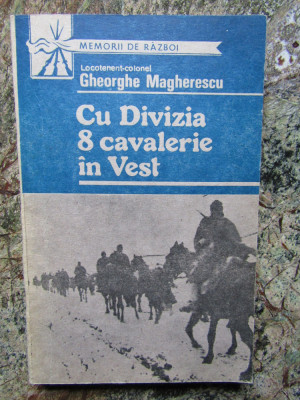 MEMORII DE RĂZBOI
Locotenent-colonel
Gheorghe Magherescu
Cu Divizia
8 cavalerie
în Vest